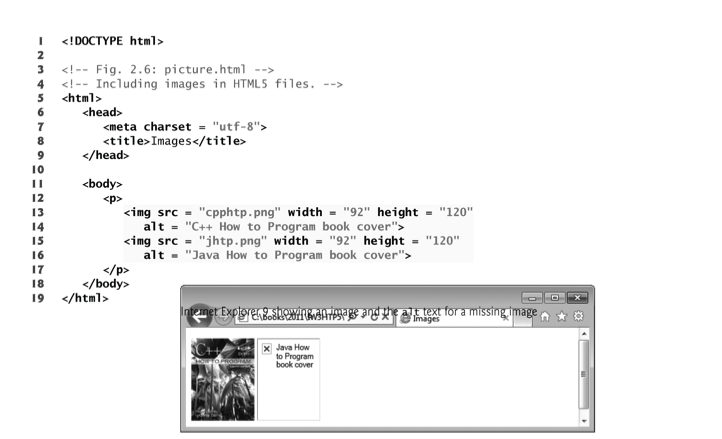 1 <!DOCTYPE html>
2
3 <!-- Fig. 2.6: picture.html -->
4 <!-- Including images in HTML5 files. -->
5 <html>
6 <head>
7 <meta charset = "utf-8">
8 <title>Images</title>
9 </head>
10
11 <body>
12 <p>
13 <img src = "cpphtp.png" width = "92" height = "120"
14 alt = "C++ How to Program book cover">
15 <img src = "jhtp.png" width = "92" height = "120"
16 alt = "Java How to Program book cover">
17 </p>
18 </body>
19 </html>
Internet Explorer 9 showing an image and the alt text for a missing image
C:\books\2011\IW3HTP5\
Images
C++
HOW TO PROGRAM
Java How
to Program
book cover